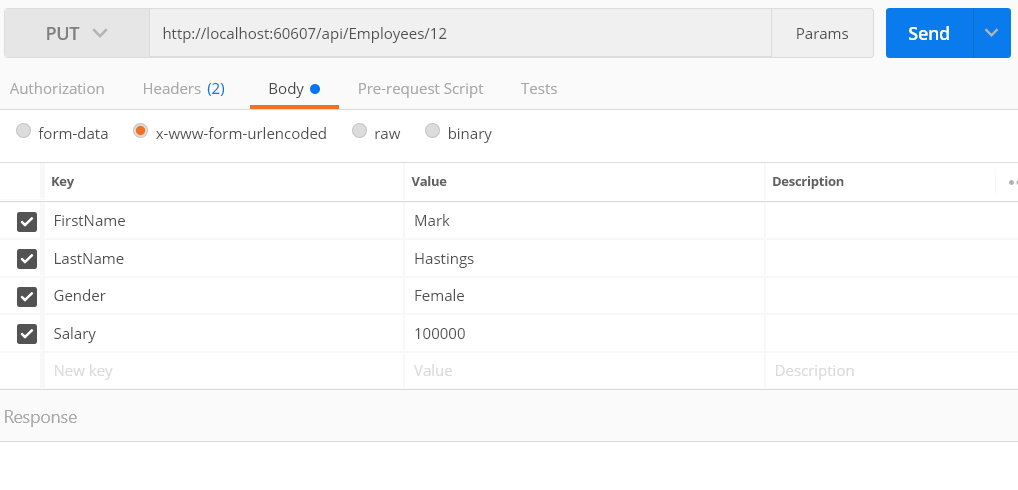 PUT http://localhost:60607/api/Employees/12 Params Send
Authorization Headers (2) Body Pre-request Script Tests
form-data x-www-form-urlencoded raw binary
Key Value Description
FirstName Mark
LastName Hastings
Gender Female
Salary 100000
New key Value Description
Response